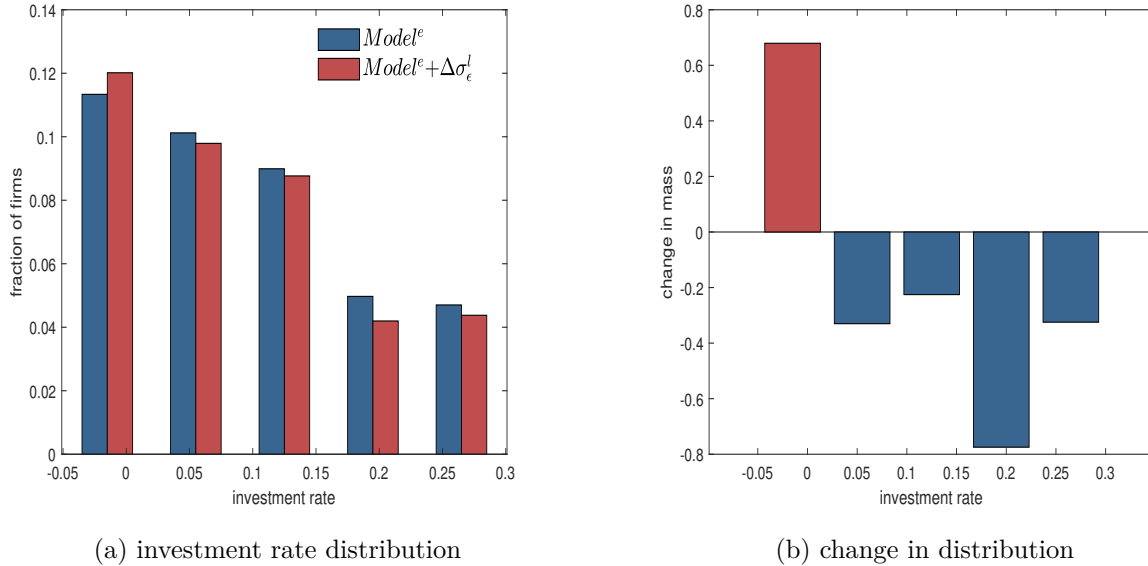 0.14
0.12
0.1
0.08
0.06
0.04
0.02
0
fraction of firms
-0.05 0 0.05 0.1 0.15 0.2 0.25 0.3
investment rate
Modelᵉ
Modelᵉ+Δσₑˡ
(a) investment rate distribution
0.8
0.6
0.4
0.2
0
-0.2
-0.4
-0.6
-0.8
change in mass
-0.05 0 0.05 0.1 0.15 0.2 0.25 0.3
investment rate
(b) change in distribution